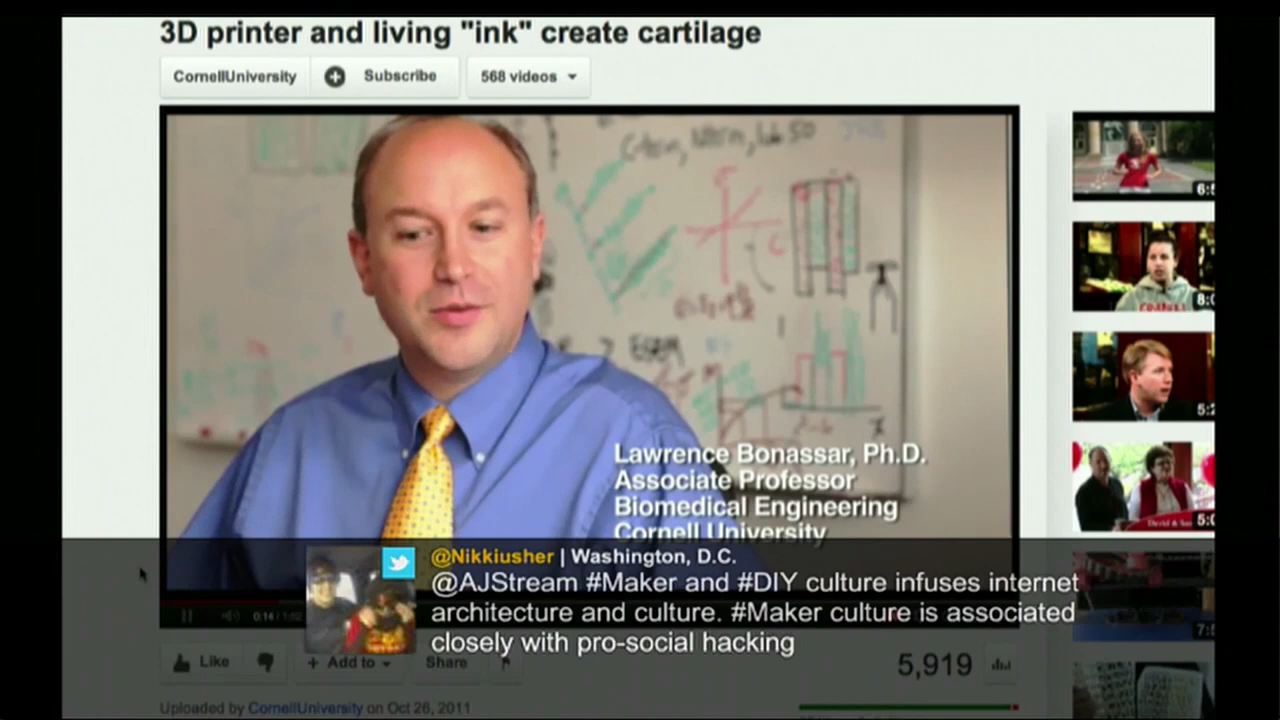 3D printer and living "ink" create cartilage
CornellUniversity
Subscribe
568 videos
Lawrence Bonassar, Ph.D.
Associate Professor
Biomedical Engineering
Cornell University
@Nikkiusher | Washington, D.C.
@AJStream #Maker and #DIY culture infuses internet
architecture and culture. #Maker culture is associated
closely with pro-social hacking
Like
+ Add to
Share
5,919
Uploaded by CornellUniversity on Oct 26, 2011